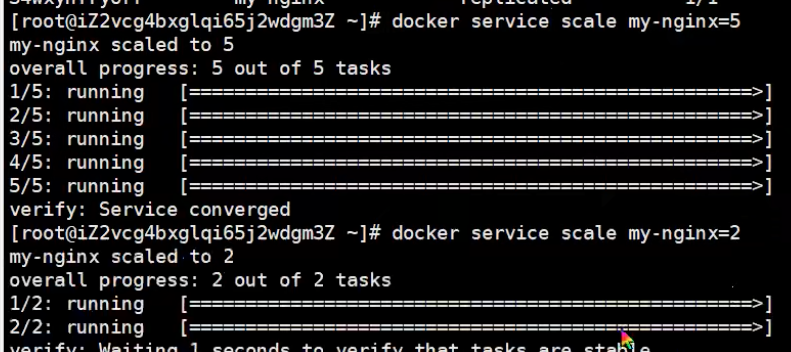 my-nginx replicated 1/1
[root@iZ2vcg4bxglqi65j2wdgm3Z ~]# docker service scale my-nginx=5
my-nginx scaled to 5
overall progress: 5 out of 5 tasks
1/5: running [==================================================>]
2/5: running [==================================================>]
3/5: running [==================================================>]
4/5: running [==================================================>]
5/5: running [==================================================>]
verify: Service converged
[root@iZ2vcg4bxglqi65j2wdgm3Z ~]# docker service scale my-nginx=2
my-nginx scaled to 2
overall progress: 2 out of 2 tasks
1/2: running [==================================================>]
2/2: running [==================================================>]
verify: Waiting 1 seconds to verify that tasks are stable